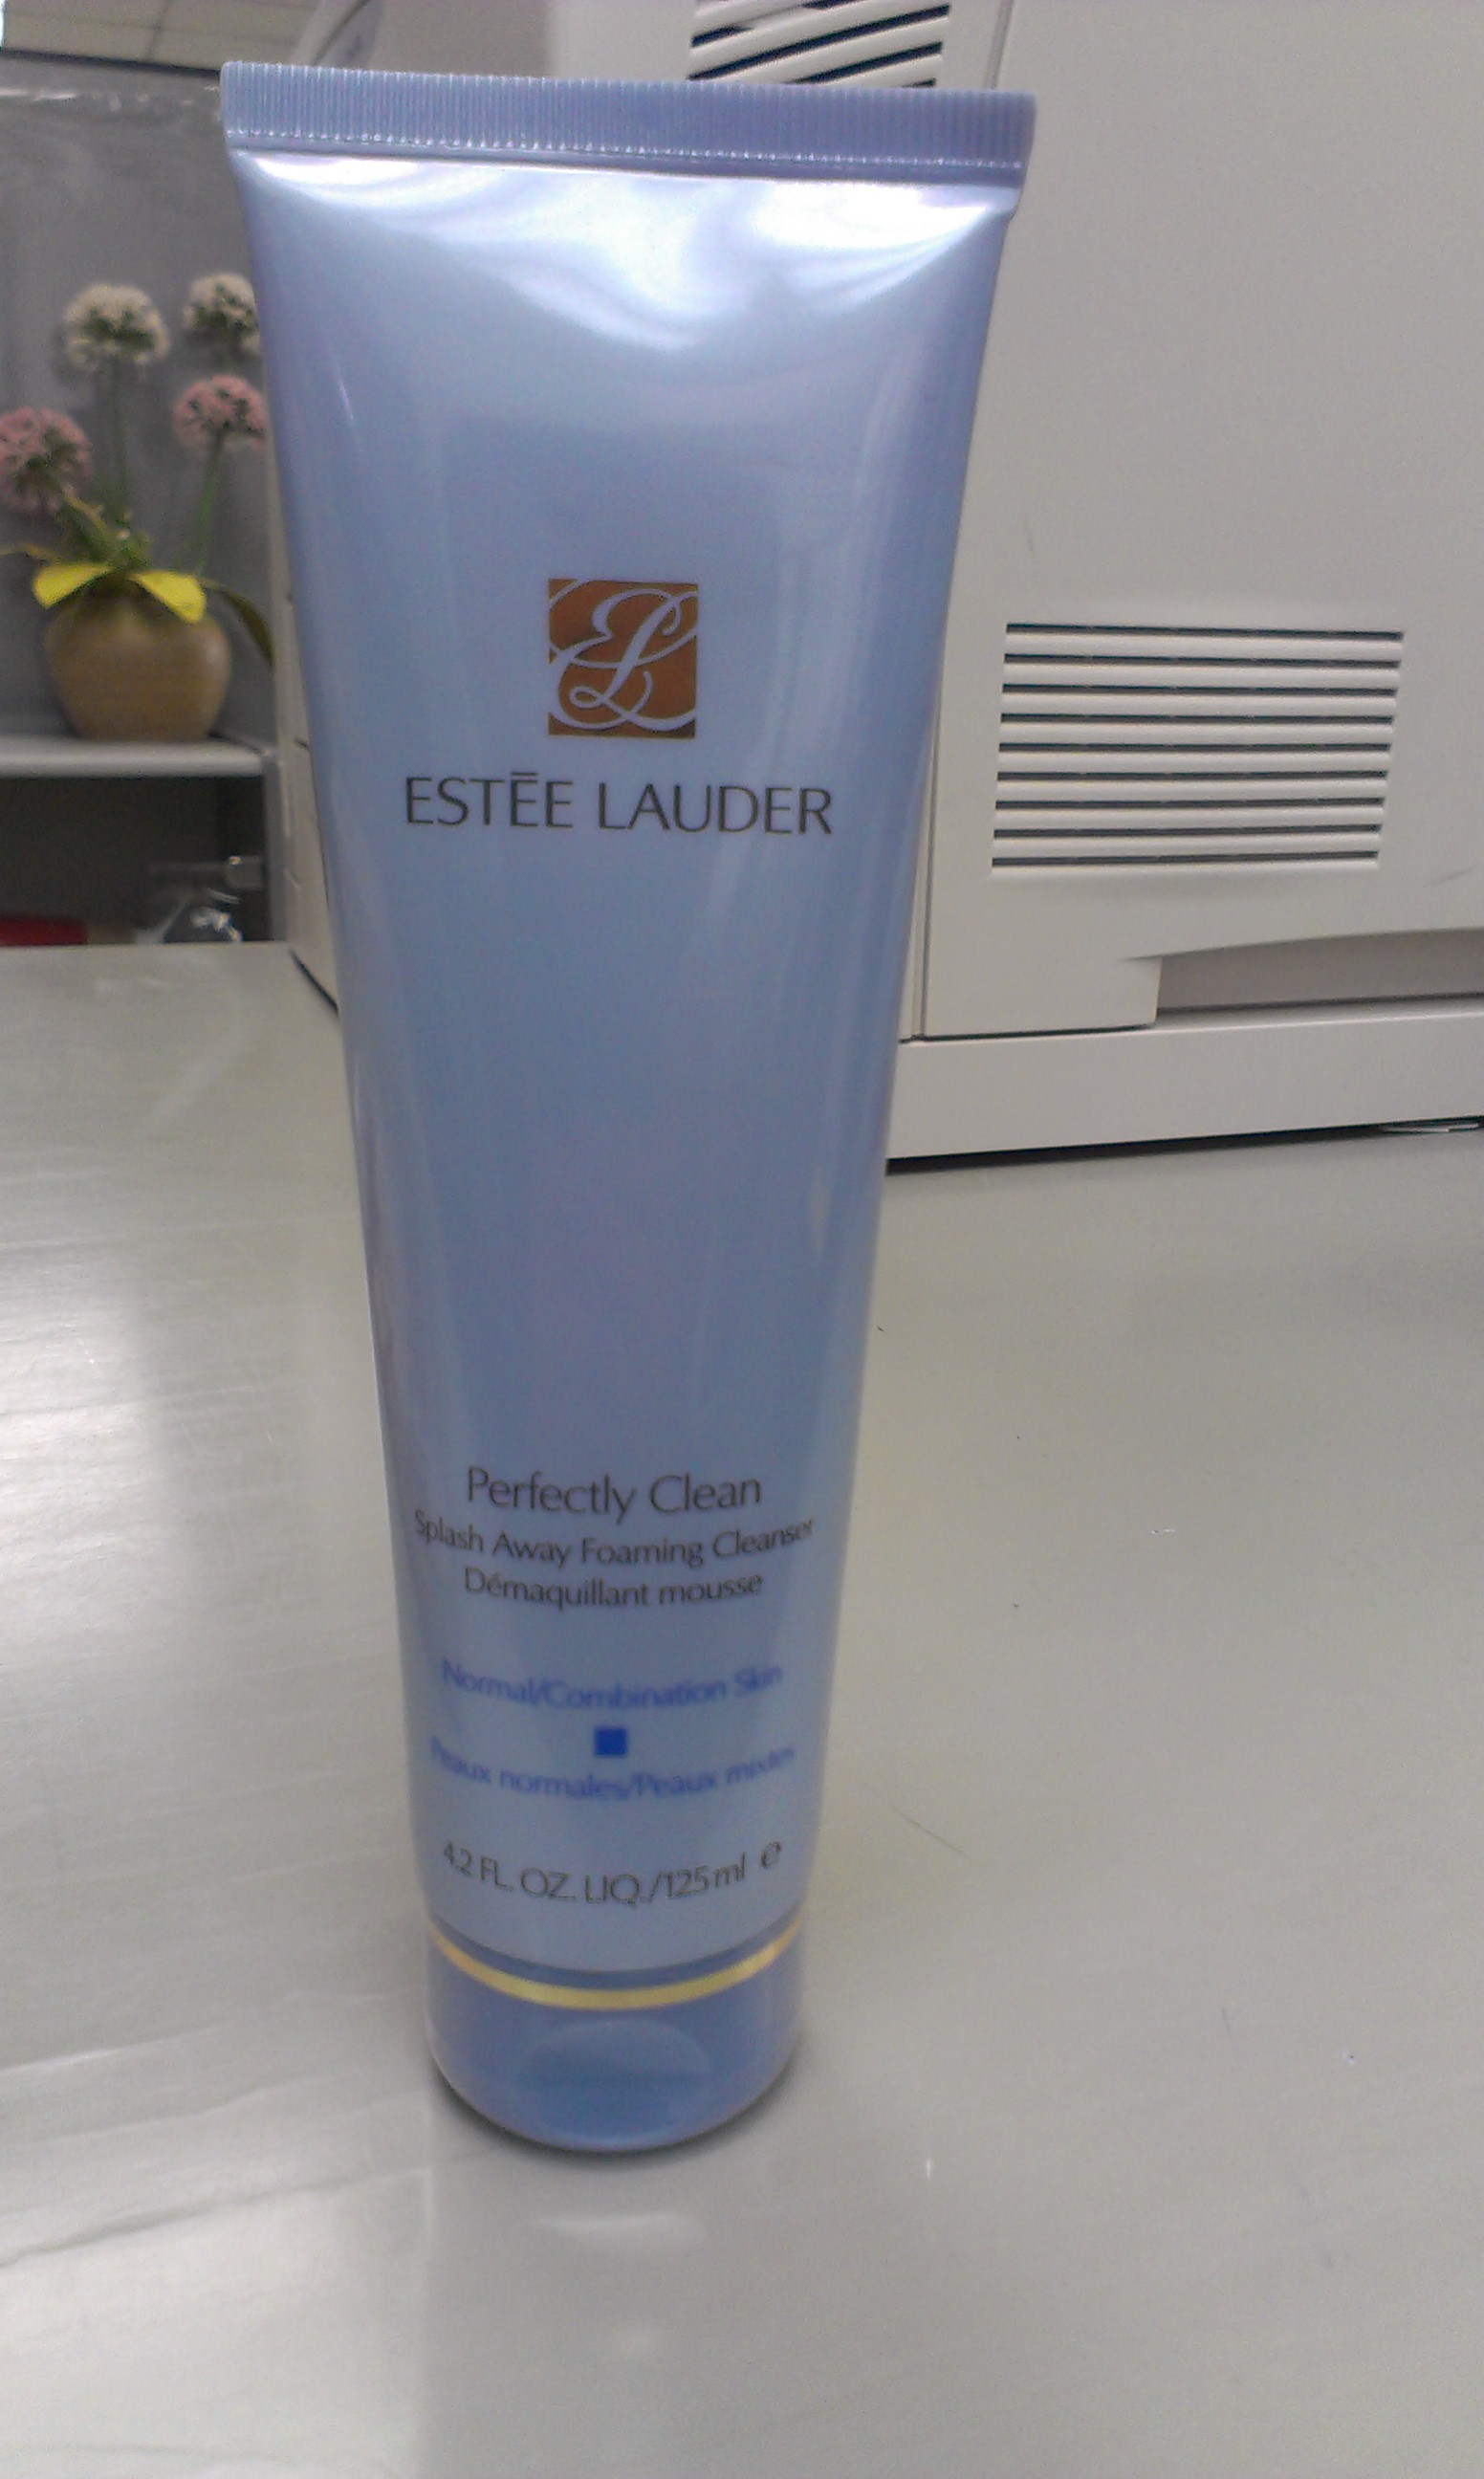 EL
ESTĒE LAUDER
Perfectly Clean
Splash Away Foaming Cleanser
Démaquillant mousse
Normal/Combination Skin
Peaux normales/Peaux mixtes
4.2 FL. OZ. LIQ./125 ml ℮